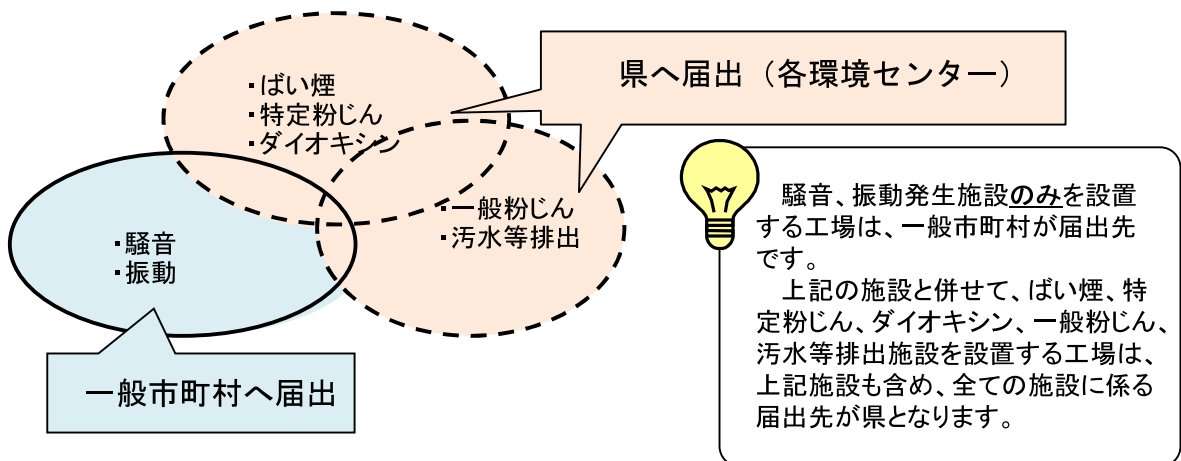 ・ばい煙
・特定粉じん
・ダイオキシン
県へ届出（各環境センター）
・一般粉じん
・汚水等排出
・騒音
・振動
一般市町村へ届出
騒音、振動発生施設のみを設置
する工場は、一般市町村が届出先
です。
上記の施設と併せて、ばい煙、特
定粉じん、ダイオキシン、一般粉じん、
汚水等排出施設を設置する工場は、
上記施設も含め、全ての施設に係る
届出先が県となります。